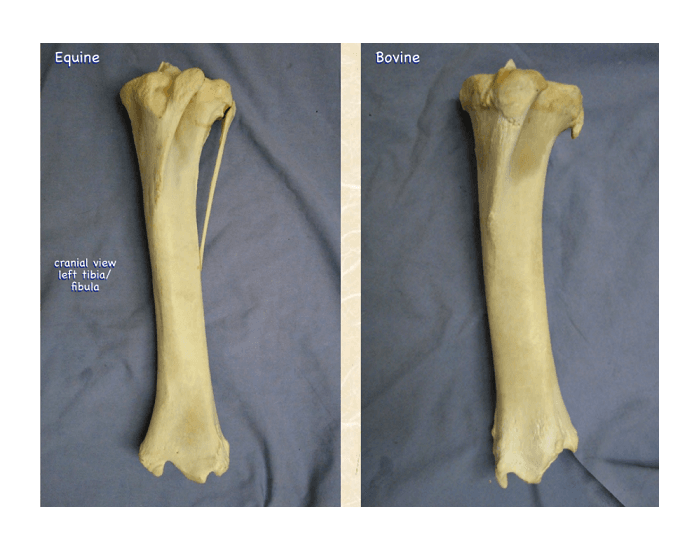 Equine
Bovine
cranial view
left tibia/
fibula